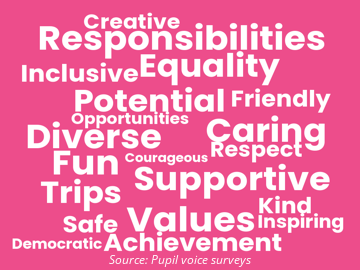 Creative
Responsibilities
Inclusive Equality
Potential Friendly
Opportunities
Diverse Caring
Respect
Fun Courageous
Supportive
Trips
Kind
Safe Values Inspiring
Democratic Achievement
Source: Pupil voice surveys